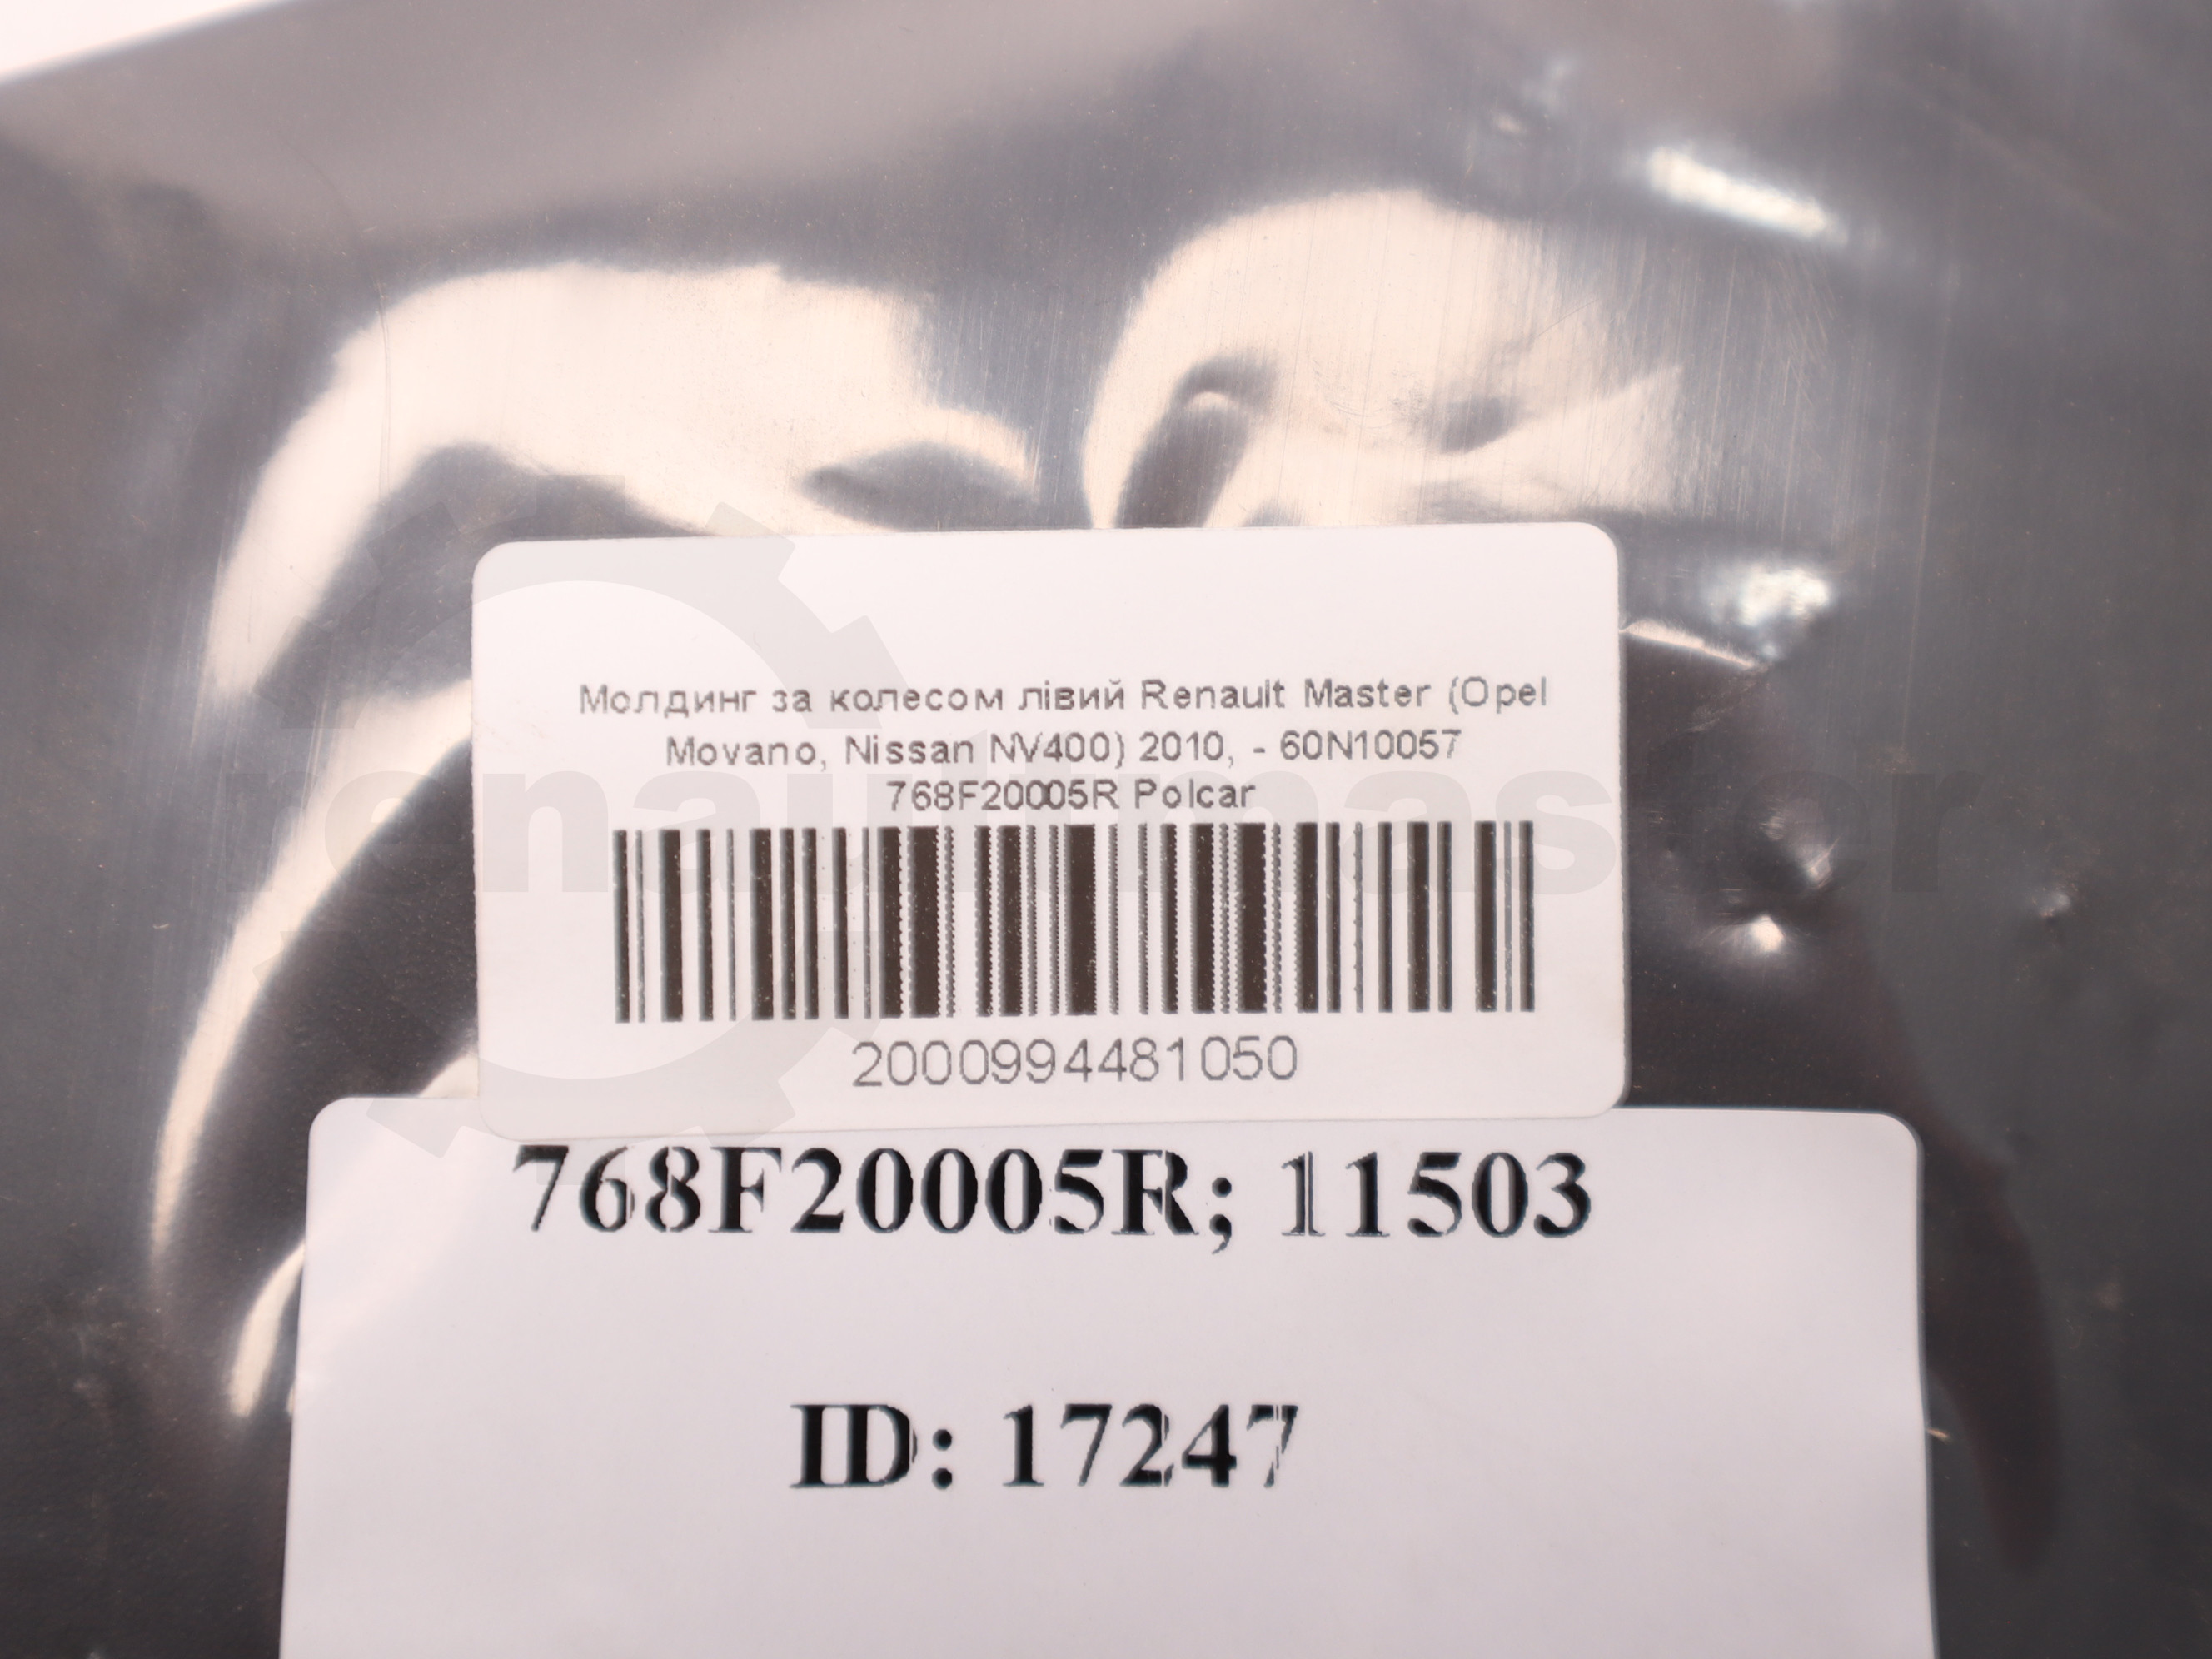 Молдинг за колесом лівий Renault Master (Opel
Movano, Nissan NV400) 2010, - 60N10057
768F20005R Polcar
2000994481050
renaultmaster
768F20005R; 11503
ID: 17247